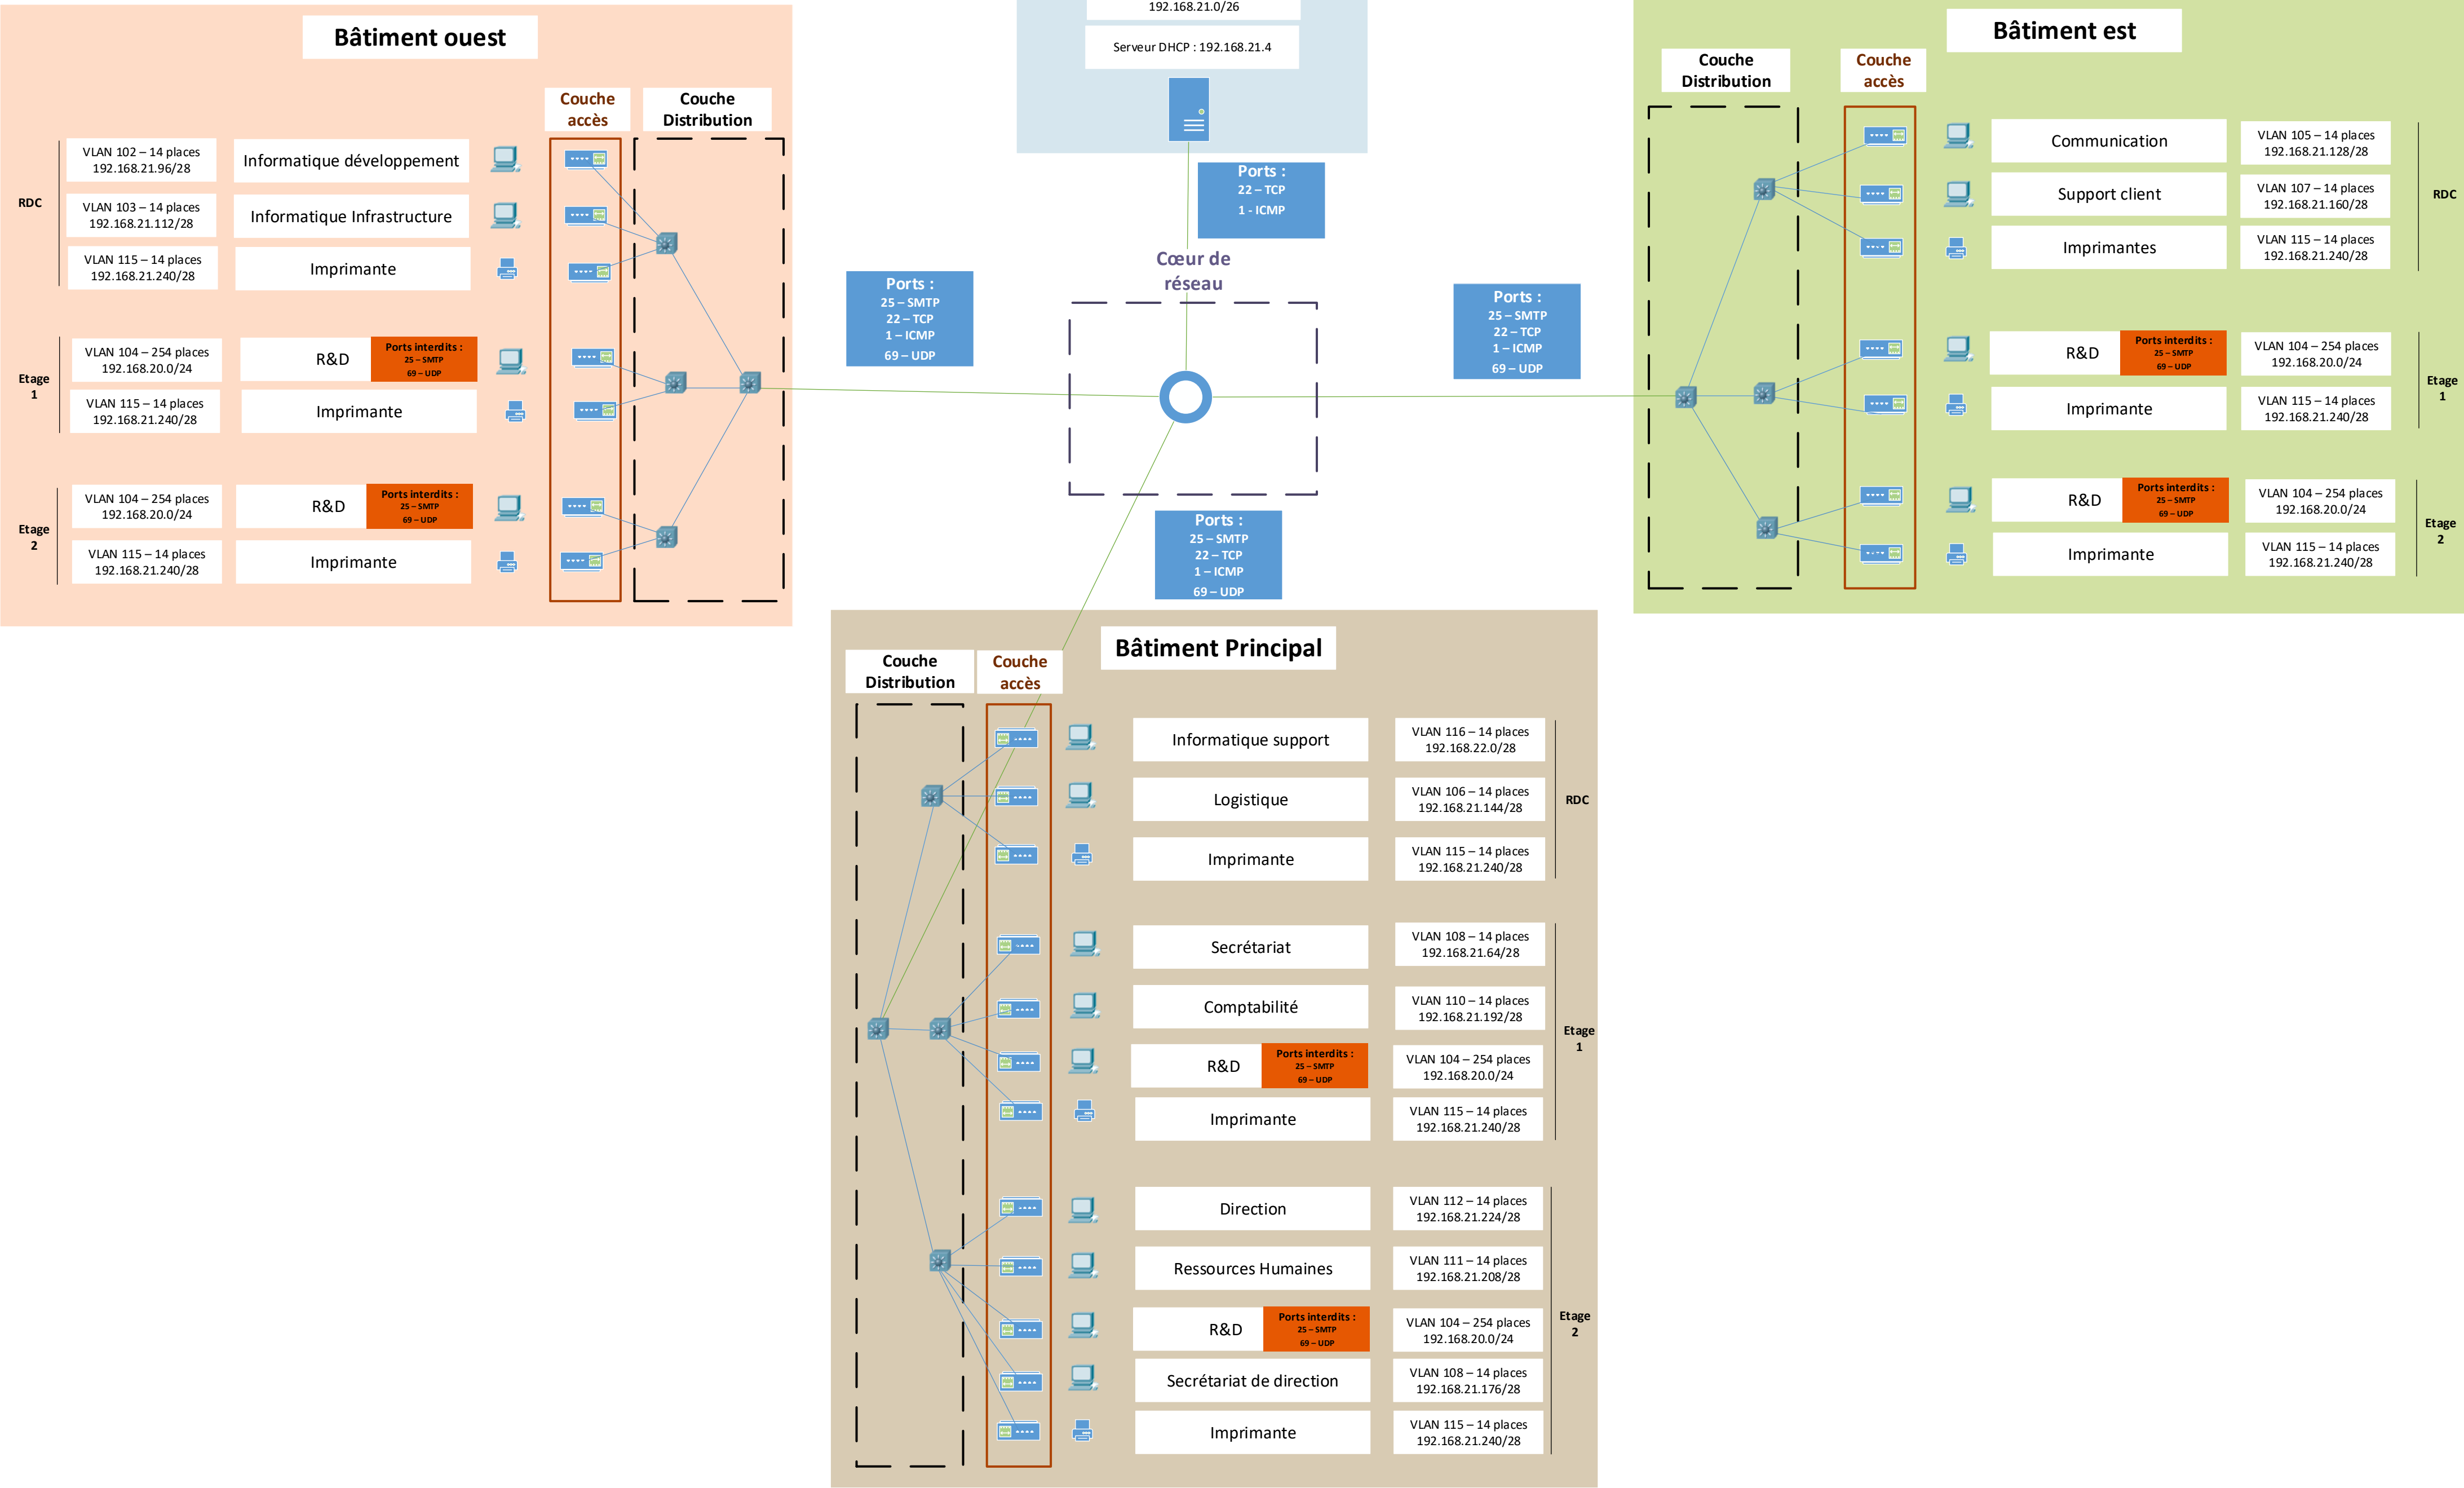 Bâtiment ouest
Couche
accès
Couche
Distribution
RDC
VLAN 102 – 14 places
192.168.21.96/28
Informatique développement
VLAN 103 – 14 places
192.168.21.112/28
Informatique Infrastructure
VLAN 115 – 14 places
192.168.21.240/28
Imprimante
Etage
1
VLAN 104 – 254 places
192.168.20.0/24
R&D
Ports interdits :
25 – SMTP
69 – UDP
VLAN 115 – 14 places
192.168.21.240/28
Imprimante
Etage
2
VLAN 104 – 254 places
192.168.20.0/24
R&D
Ports interdits :
25 – SMTP
69 – UDP
VLAN 115 – 14 places
192.168.21.240/28
Imprimante
192.168.21.0/26
Serveur DHCP : 192.168.21.4
Ports :
22 – TCP
1 - ICMP
Cœur de
réseau
Ports :
25 – SMTP
22 – TCP
1 – ICMP
69 – UDP
Ports :
25 – SMTP
22 – TCP
1 – ICMP
69 – UDP
Ports :
25 – SMTP
22 – TCP
1 – ICMP
69 – UDP
Bâtiment est
Couche
Distribution
Couche
accès
Communication
VLAN 105 – 14 places
192.168.21.128/28
Support client
VLAN 107 – 14 places
192.168.21.160/28
RDC
Imprimantes
VLAN 115 – 14 places
192.168.21.240/28
R&D
Ports interdits :
25 – SMTP
69 – UDP
VLAN 104 – 254 places
192.168.20.0/24
Etage
1
Imprimante
VLAN 115 – 14 places
192.168.21.240/28
R&D
Ports interdits :
25 – SMTP
69 – UDP
VLAN 104 – 254 places
192.168.20.0/24
Etage
2
Imprimante
VLAN 115 – 14 places
192.168.21.240/28
Bâtiment Principal
Couche
Distribution
Couche
accès
Informatique support
VLAN 116 – 14 places
192.168.22.0/28
Logistique
VLAN 106 – 14 places
192.168.21.144/28
RDC
Imprimante
VLAN 115 – 14 places
192.168.21.240/28
Secrétariat
VLAN 108 – 14 places
192.168.21.64/28
Comptabilité
VLAN 110 – 14 places
192.168.21.192/28
Etage
1
R&D
Ports interdits :
25 – SMTP
69 – UDP
VLAN 104 – 254 places
192.168.20.0/24
Imprimante
VLAN 115 – 14 places
192.168.21.240/28
Direction
VLAN 112 – 14 places
192.168.21.224/28
Ressources Humaines
VLAN 111 – 14 places
192.168.21.208/28
Etage
2
R&D
Ports interdits :
25 – SMTP
69 – UDP
VLAN 104 – 254 places
192.168.20.0/24
Secrétariat de direction
VLAN 108 – 14 places
192.168.21.176/28
Imprimante
VLAN 115 – 14 places
192.168.21.240/28